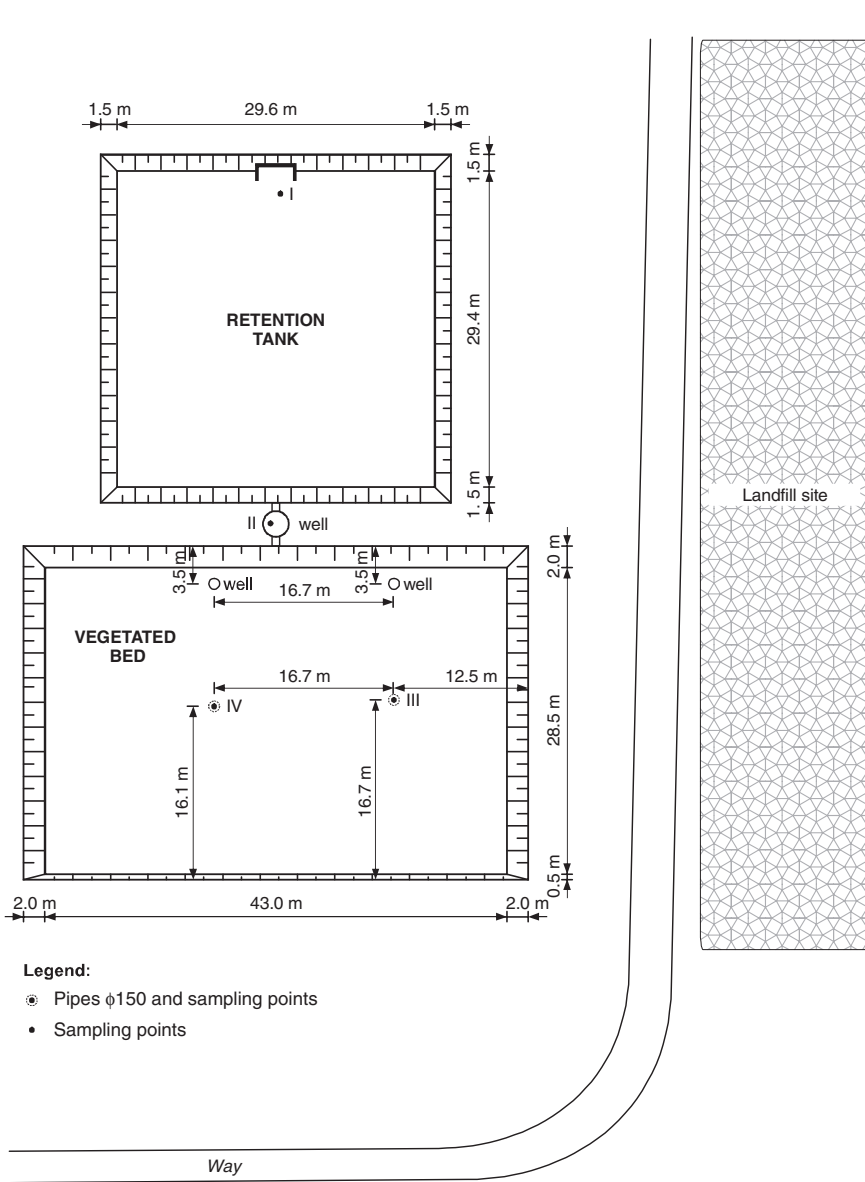 1.5 m 29.6 m 1.5 m
1.5 m
I
RETENTION
TANK
29.4 m
1.5 m
II well
Landfill site
2.0 m
3.5 m well 3.5 m well
16.7 m
VEGETATED
BED
16.7 m 12.5 m
IV III
28.5 m
16.1 m 16.7 m
0.5 m
2.0 m 43.0 m 2.0 m
Legend:
Pipes ϕ150 and sampling points
Sampling points
Way